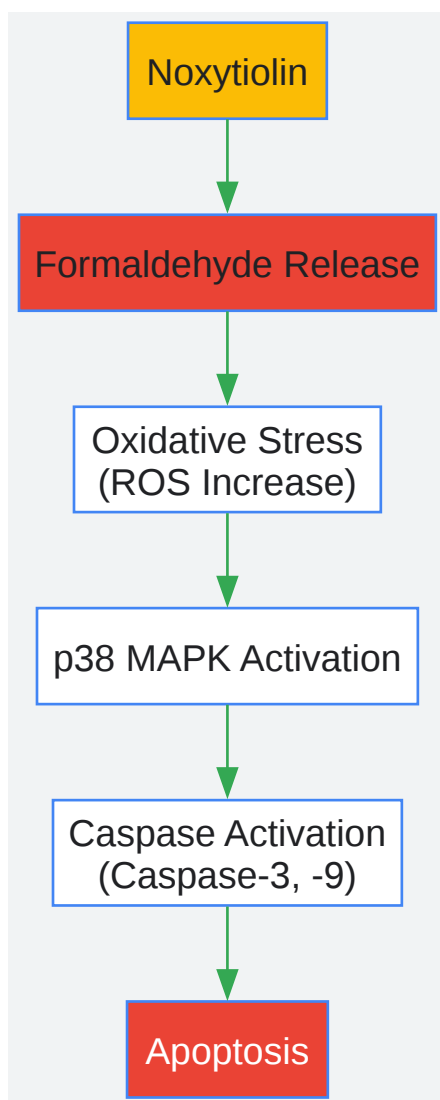 Noxytiolin
Formaldehyde Release
Oxidative Stress
(ROS Increase)
p38 MAPK Activation
Caspase Activation
(Caspase-3, -9)
Apoptosis